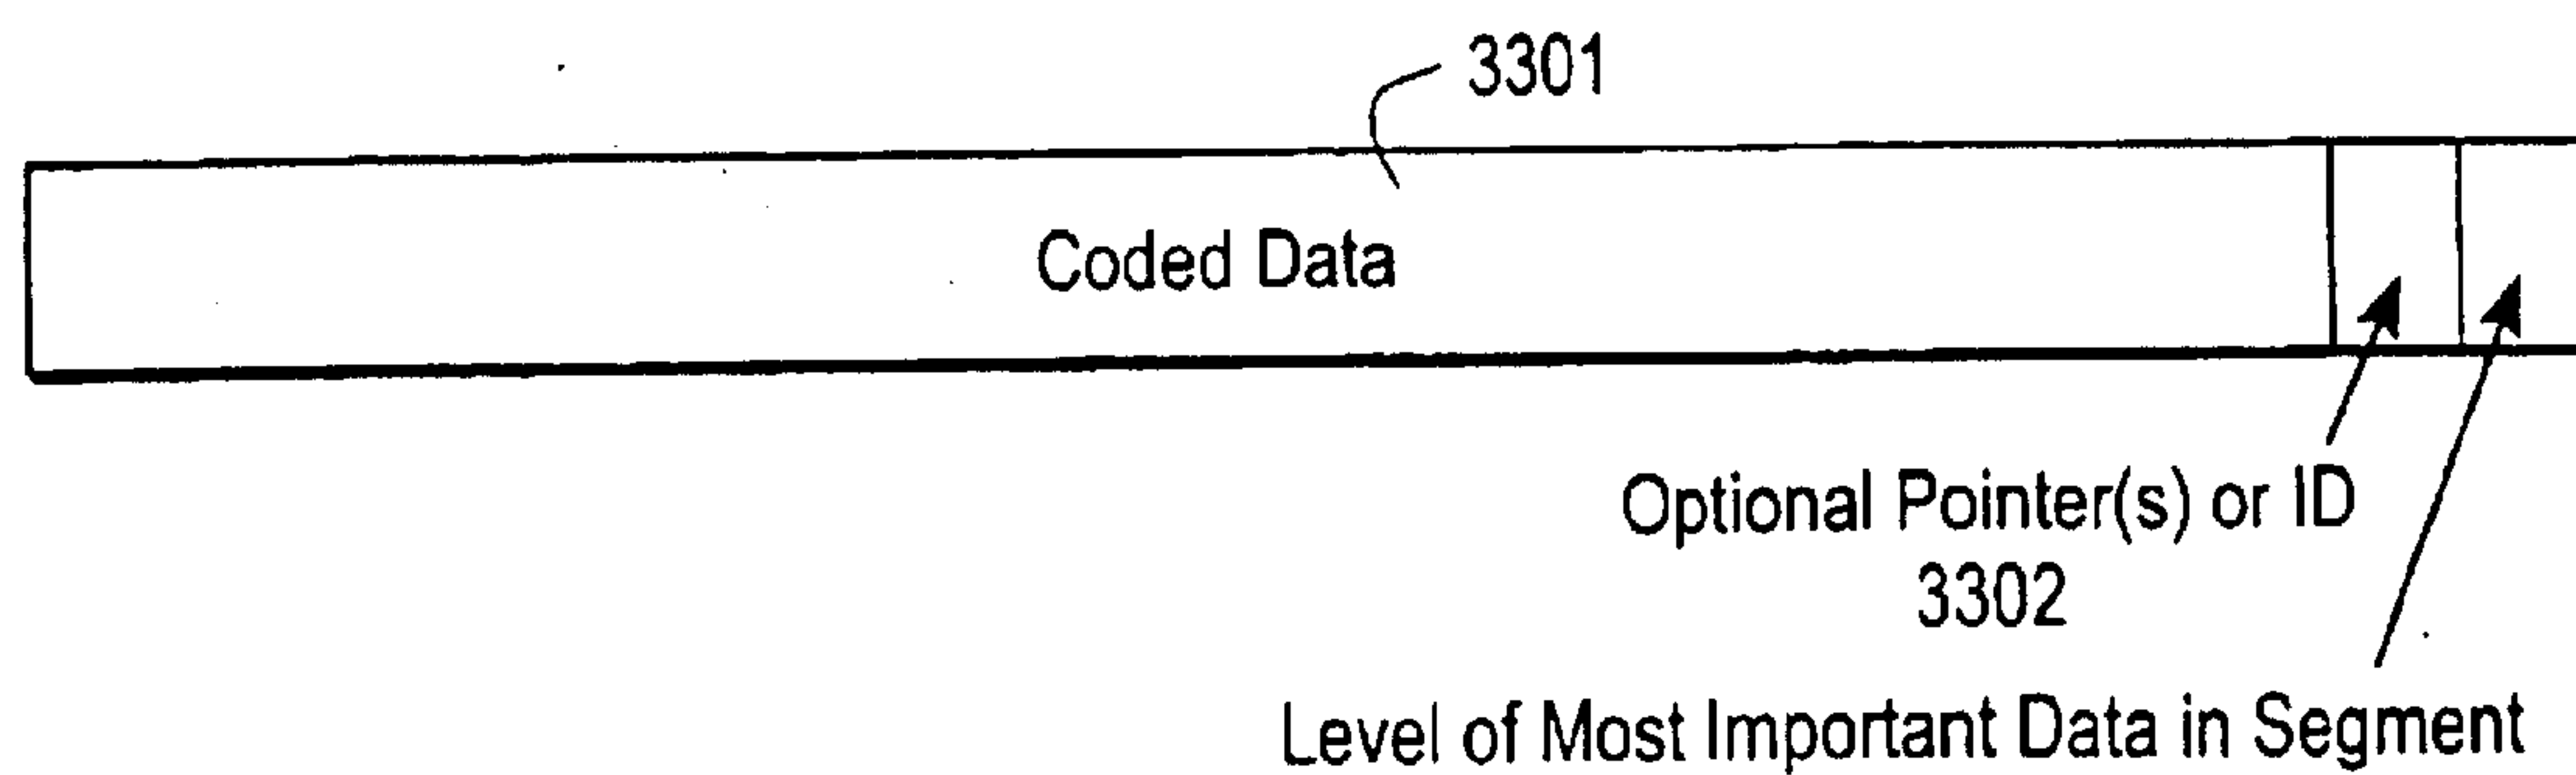 3301
Coded Data
Optional Pointer(s) or ID
3302
Level of Most Important Data in Segment